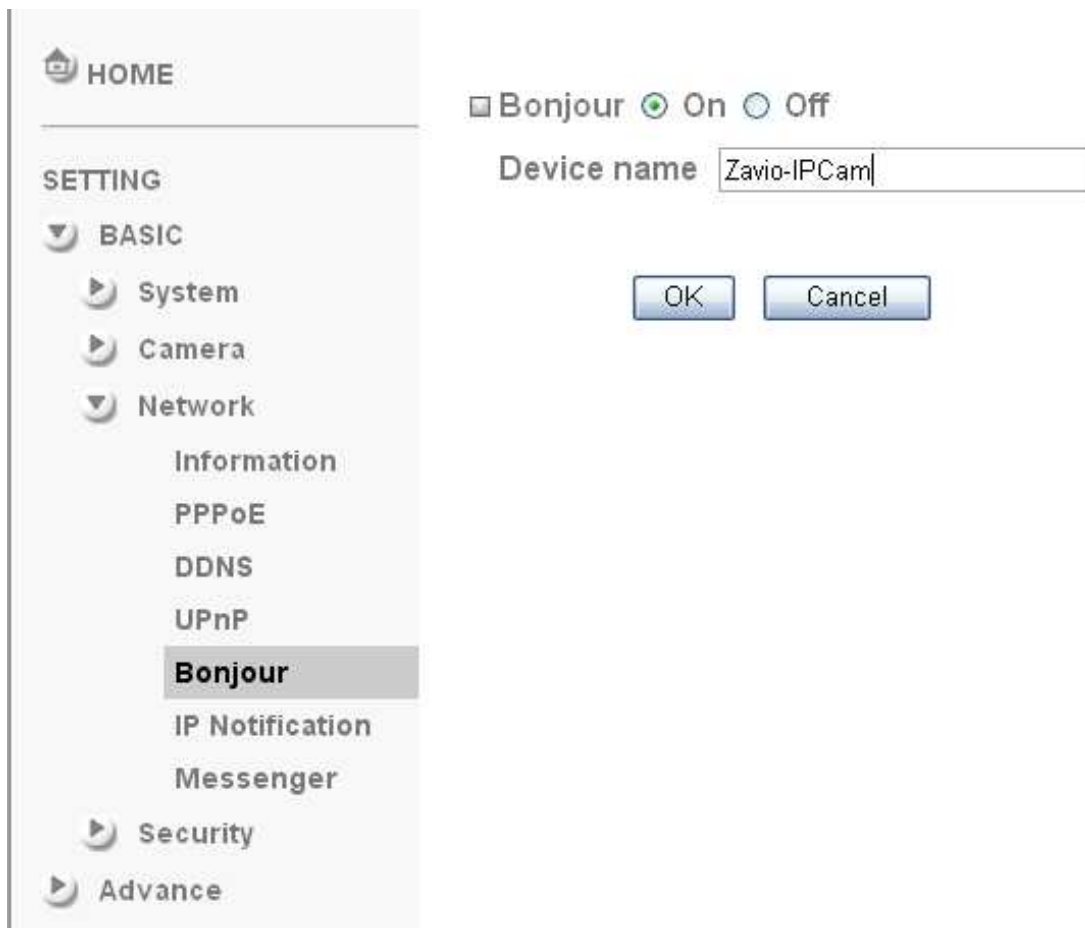 HOME
SETTING
BASIC
System
Camera
Network
Information
PPPoE
DDNS
UPnP
Bonjour
IP Notification
Messenger
Security
Advance
Bonjour On Off
Device name Zavio-IPCam
OK Cancel